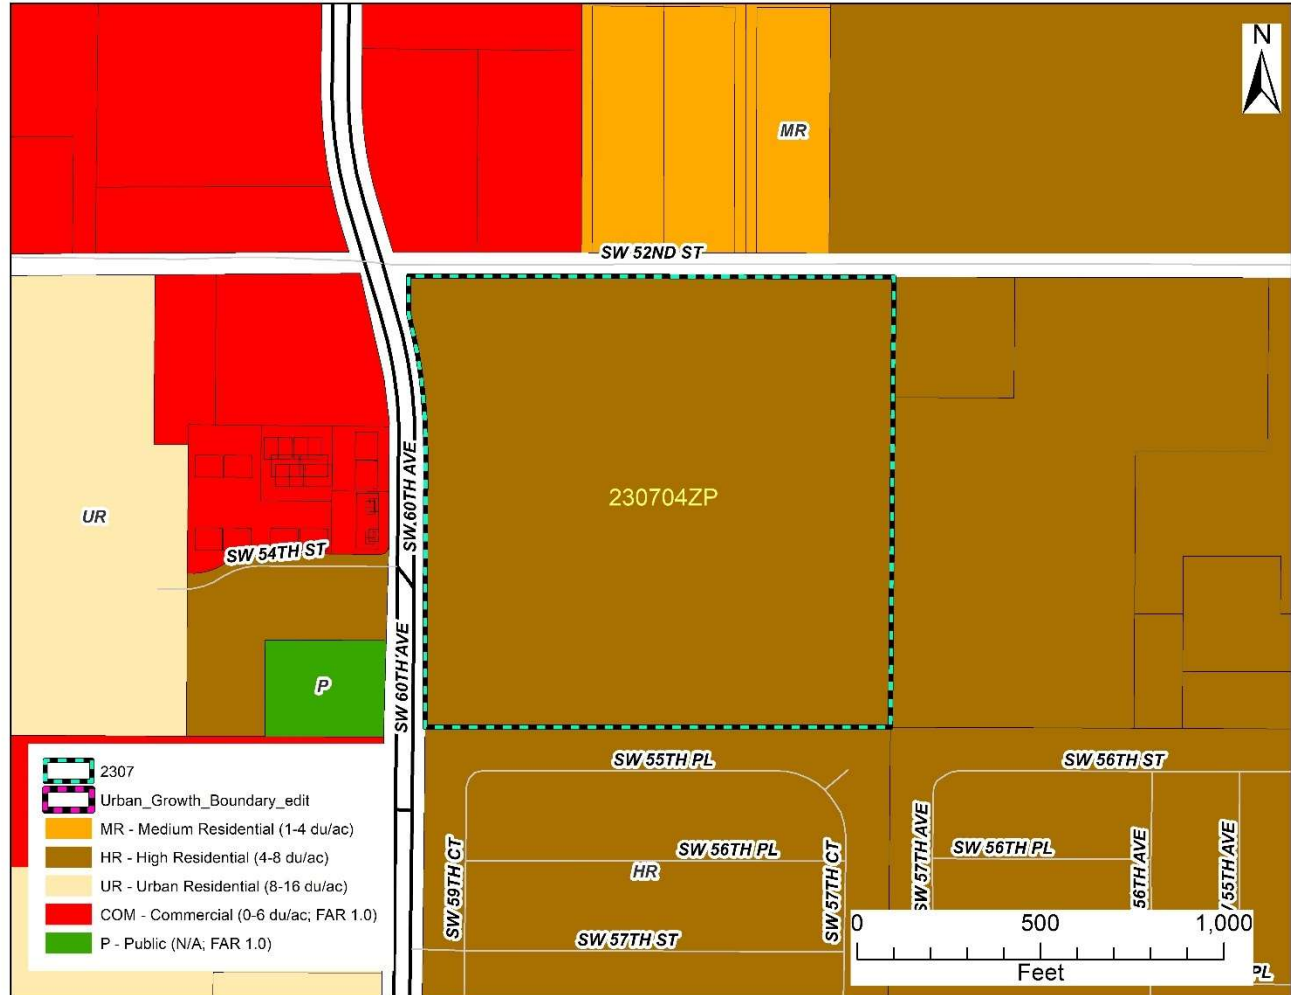 N
MR
SW 52ND ST
SW 60TH AVE
230704ZP
UR
SW 54TH ST
SW 60TH AVE
P
2307
Urban_Growth_Boundary_edit
MR - Medium Residential (1-4 du/ac)
HR - High Residential (4-8 du/ac)
UR - Urban Residential (8-16 du/ac)
COM - Commercial (0-6 du/ac; FAR 1.0)
P - Public (N/A; FAR 1.0)
SW 55TH PL
SW 56TH ST
SW 59TH CT
SW 56TH PL
HR
SW 57TH CT
SW 57TH ST
SW 57TH AVE
SW 56TH PL
56TH AVE
55TH AVE
0 500 1,000
Feet
PL